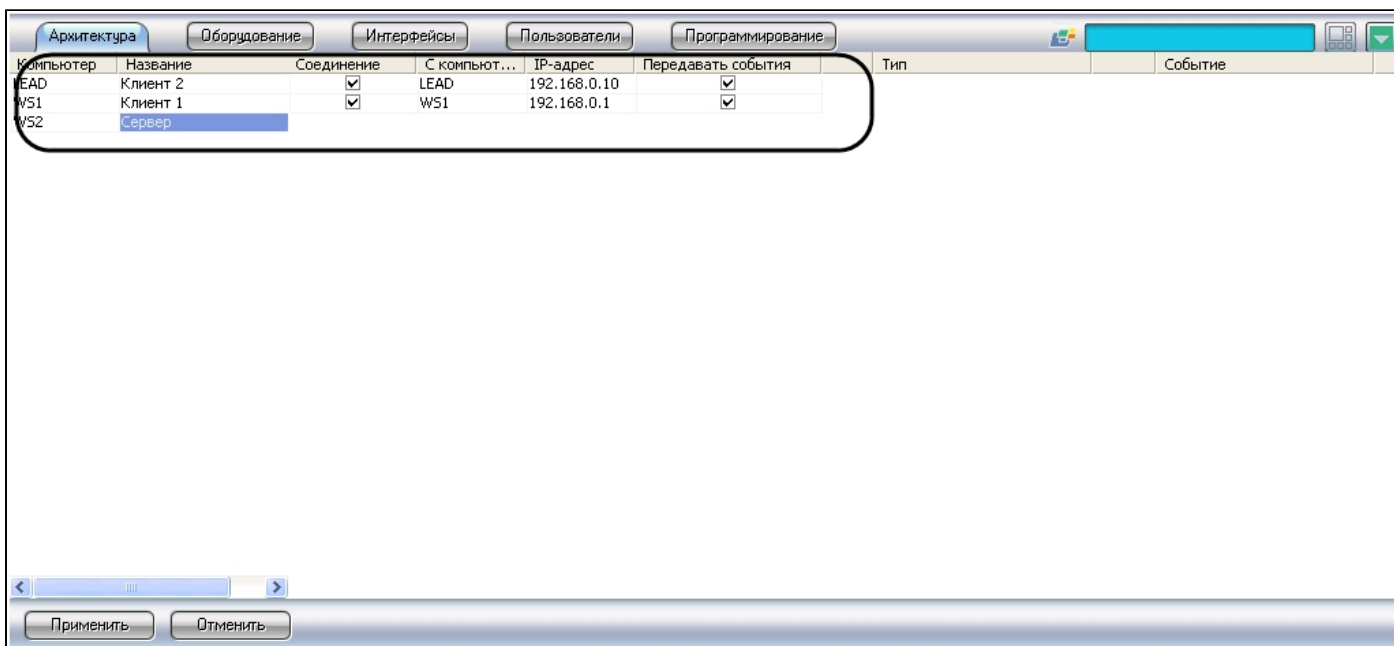 Архитектура Оборудование Интерфейсы Пользователи Программирование
Компьютер Название Соединение С компьют... IP-адрес Передавать события Тип Событие
LEAD Клиент 2 LEAD 192.168.0.10
WS1 Клиент 1 WS1 192.168.0.1
WS2 Сервер
Применить Отменить